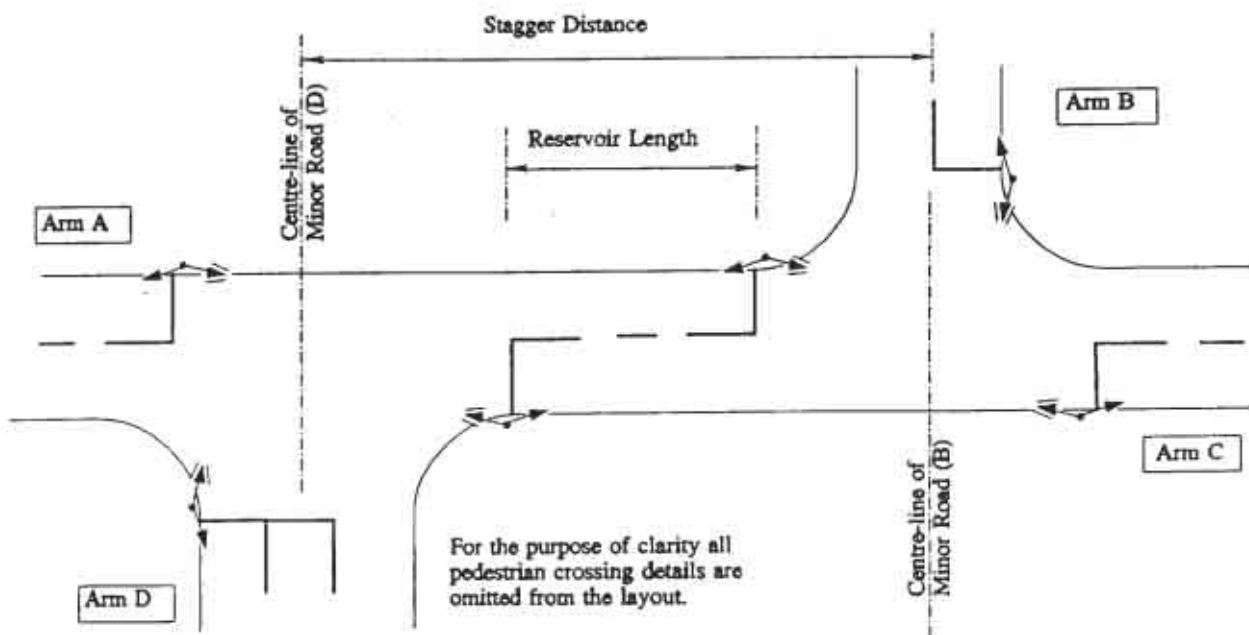 Stagger Distance
Arm B
Centre-line of
Minor Road (D)
Reservoir Length
Arm A
Arm C
Centre-line of
Minor Road (B)
For the purpose of clarity all
pedestrian crossing details are
omitted from the layout.
Arm D